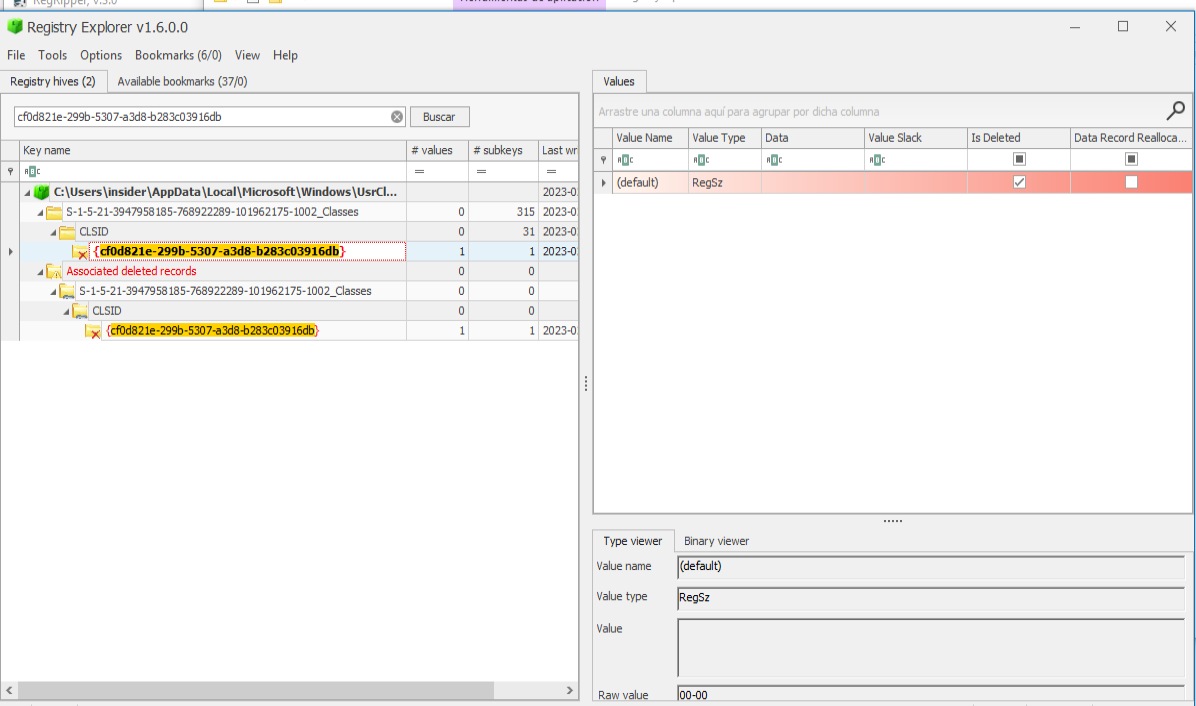 RegRipper, v.3.0
Herramientas de aplicación
Registry Explorer v1.6.0.0
File Tools Options Bookmarks (6/0) View Help
Registry hives (2) Available bookmarks (37/0)
cf0d821e-299b-5307-a3d8-b283c03916db Buscar
Key name # values # subkeys Last wr
C:\Users\insider\AppData\Local\Microsoft\Windows\UsrCl... 2023-0
S-1-5-21-3947958185-768922289-101962175-1002_Classes 0 315 2023-0
CLSID 0 31 2023-0
{cf0d821e-299b-5307-a3d8-b283c03916db} 1 1 2023-0
Associated deleted records 0 0
S-1-5-21-3947958185-768922289-101962175-1002_Classes 0 0
CLSID 0 0
{cf0d821e-299b-5307-a3d8-b283c03916db} 1 1 2023-0
Values
Arrastre una columna aquí para agrupar por dicha columna
Value Name Value Type Data Value Slack Is Deleted Data Record Realloca...
(default) RegSz
Type viewer Binary viewer
Value name (default)
Value type RegSz
Value
Raw value 00-00